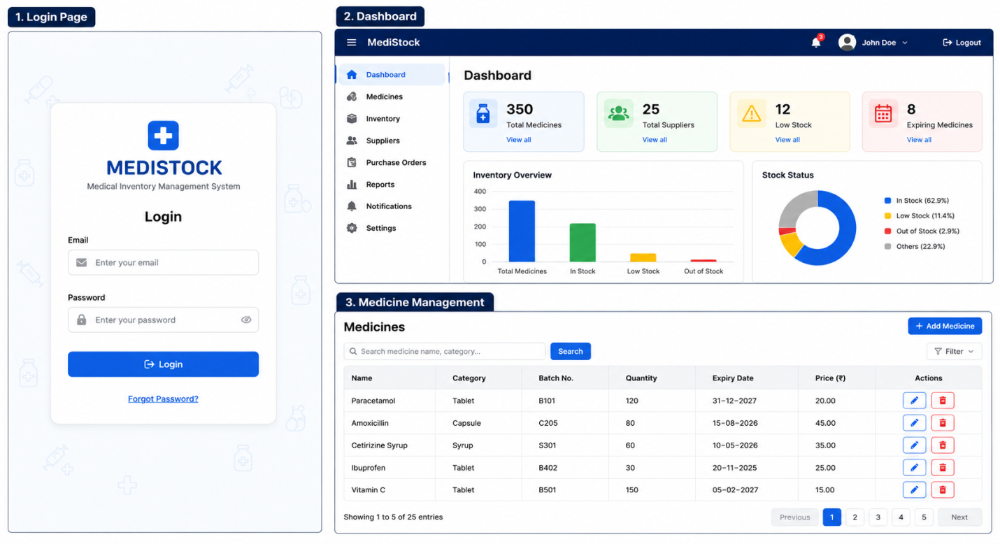 1. Login Page
MEDISTOCK
Medical Inventory Management System
Login
Email
Enter your email
Password
Enter your password
Login
Forgot Password?
2. Dashboard
MediStock
3
John Doe
Logout
Dashboard
Medicines
Inventory
Suppliers
Purchase Orders
Reports
Notifications
Settings
Dashboard
350
Total Medicines
View all
25
Total Suppliers
View all
12
Low Stock
View all
8
Expiring Medicines
View all
Inventory Overview
400
300
200
100
0
Total Medicines In Stock Low Stock Out of Stock
Stock Status
In Stock (62.9%)
Low Stock (11.4%)
Out of Stock (2.9%)
Others (22.9%)
3. Medicine Management
Medicines
+ Add Medicine
Search medicine name, category...
Search
Filter
Name Category Batch No. Quantity Expiry Date Price (₹) Actions
Paracetamol Tablet B101 120 31-12-2027 20.00
Amoxicillin Capsule C205 80 15-08-2026 45.00
Cetirizine Syrup Syrup S301 60 10-05-2026 35.00
Ibuprofen Tablet B402 30 20-11-2025 25.00
Vitamin C Tablet B501 150 05-02-2027 15.00
Showing 1 to 5 of 25 entries
Previous 1 2 3 4 5 Next